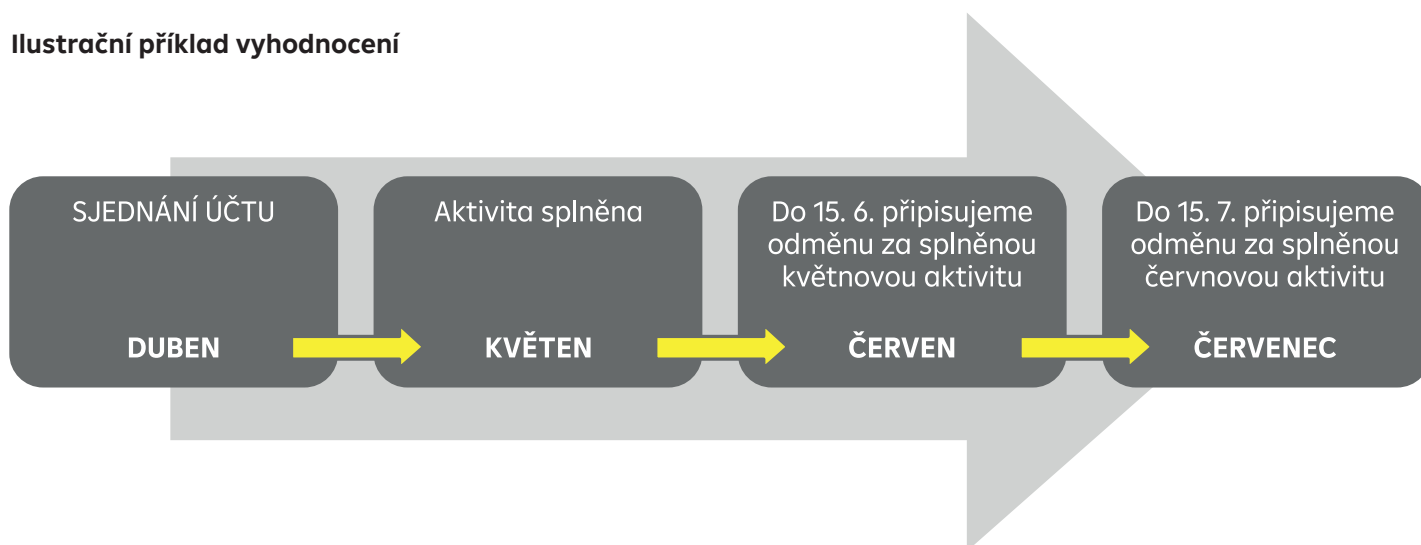 Ilustrační příklad vyhodnocení
SJEDNÁNÍ ÚČTU
DUBEN
Aktivita splněna
KVĚTEN
Do 15. 6. připisujeme
odměnu za splněnou
květnovou aktivitu
ČERVEN
Do 15. 7. připisujeme
odměnu za splněnou
červnovou aktivitu
ČERVENEC